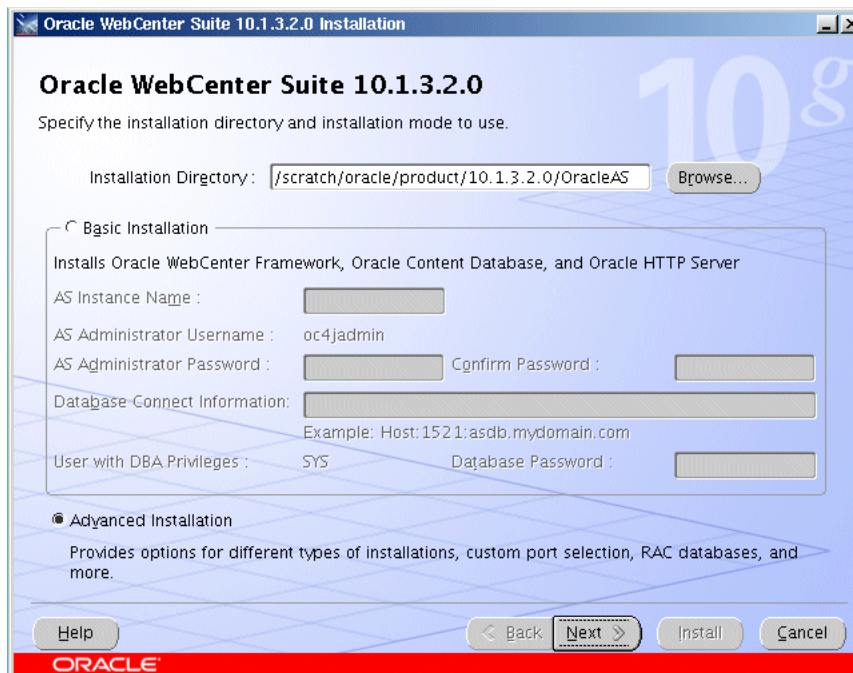 Oracle WebCenter Suite 10.1.3.2.0 Installation
10g
Oracle WebCenter Suite 10.1.3.2.0
Specify the installation directory and installation mode to use.
Installation Directory : /scratch/oracle/product/10.1.3.2.0/OracleAS Browse...
Basic Installation
Installs Oracle WebCenter Framework, Oracle Content Database, and Oracle HTTP Server
AS Instance Name :
AS Administrator Username : oc4jadmin
AS Administrator Password : Confirm Password :
Database Connect Information:
Example: Host:1521:asdb.mydomain.com
User with DBA Privileges : SYS Database Password :
Advanced Installation
Provides options for different types of installations, custom port selection, RAC databases, and
more.
Help Back Next Install Cancel
ORACLE